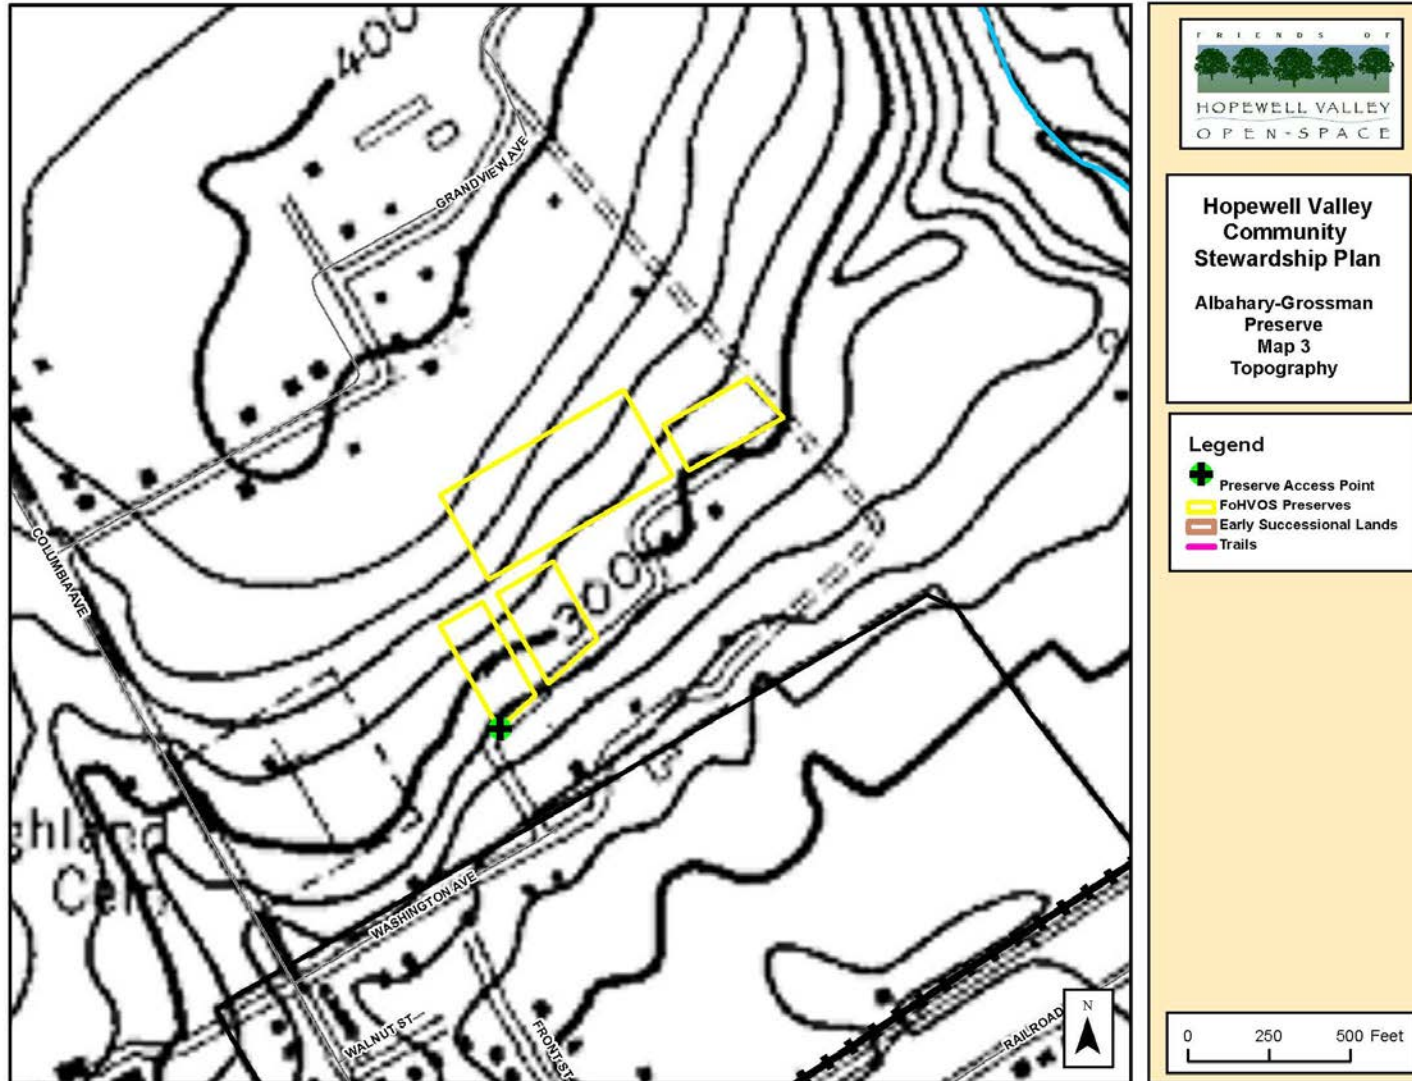 400
GRANDVIEW AVE
COLUMBIA AVE
300
ghland
Cem
WASHINGTON AVE
WALNUT ST
FRONT ST
RAILROAD
N
FRIENDS OF
HOPEWELL VALLEY
OPEN-SPACE
Hopewell Valley
Community
Stewardship Plan
Albahary-Grossman
Preserve
Map 3
Topography
Legend
Preserve Access Point
FoHVOS Preserves
Early Successional Lands
Trails
0 250 500 Feet